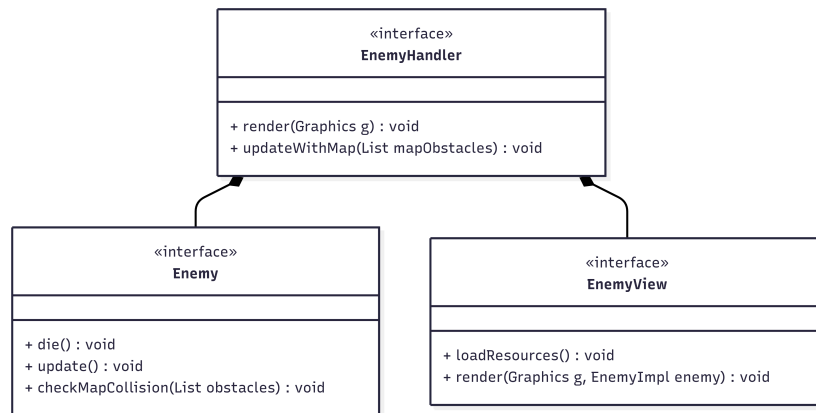 «interface»
EnemyHandler
+ render(Graphics g) : void
+ updateWithMap(List mapObstacles) : void
«interface»
Enemy
+ die() : void
+ update() : void
+ checkMapCollision(List obstacles) : void
«interface»
EnemyView
+ loadResources() : void
+ render(Graphics g, EnemyImpl enemy) : void